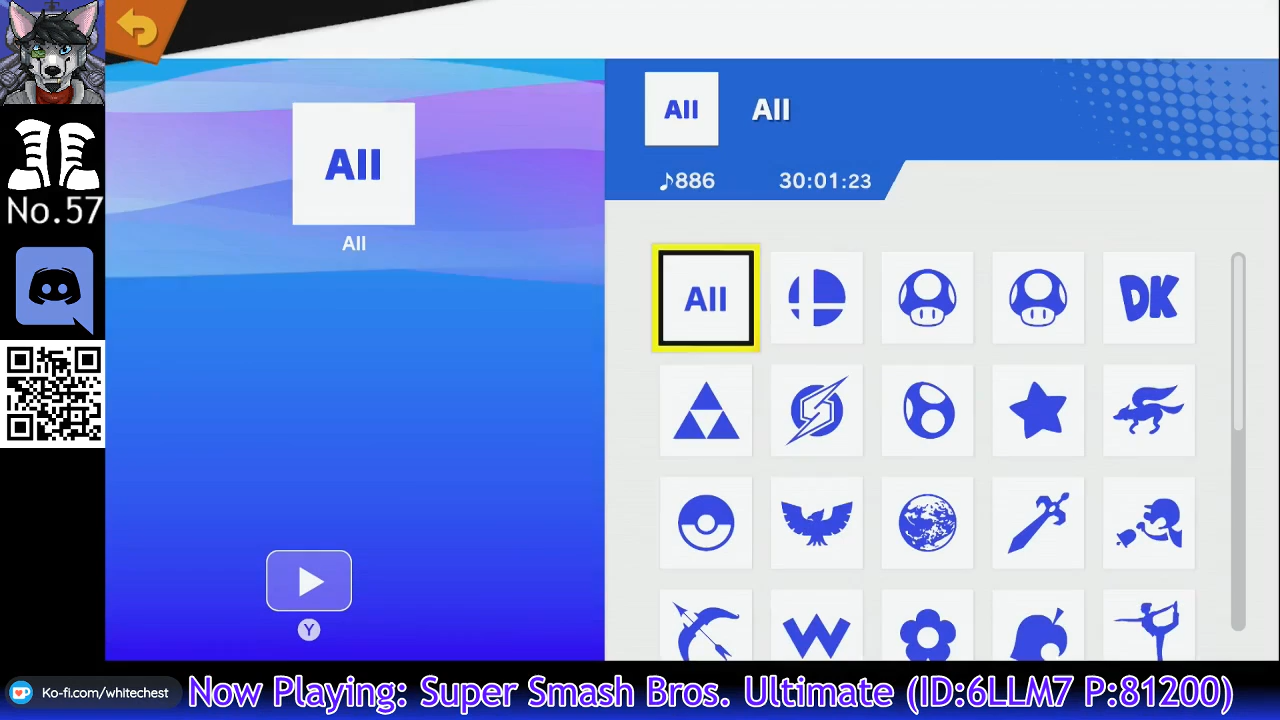 All
All
All
All
♪886
30:01:23
All
DK
Y
No.57
Ko-fi.com/whitechest
Now Playing: Super Smash Bros. Ultimate (ID:6LLM7 P:81200)